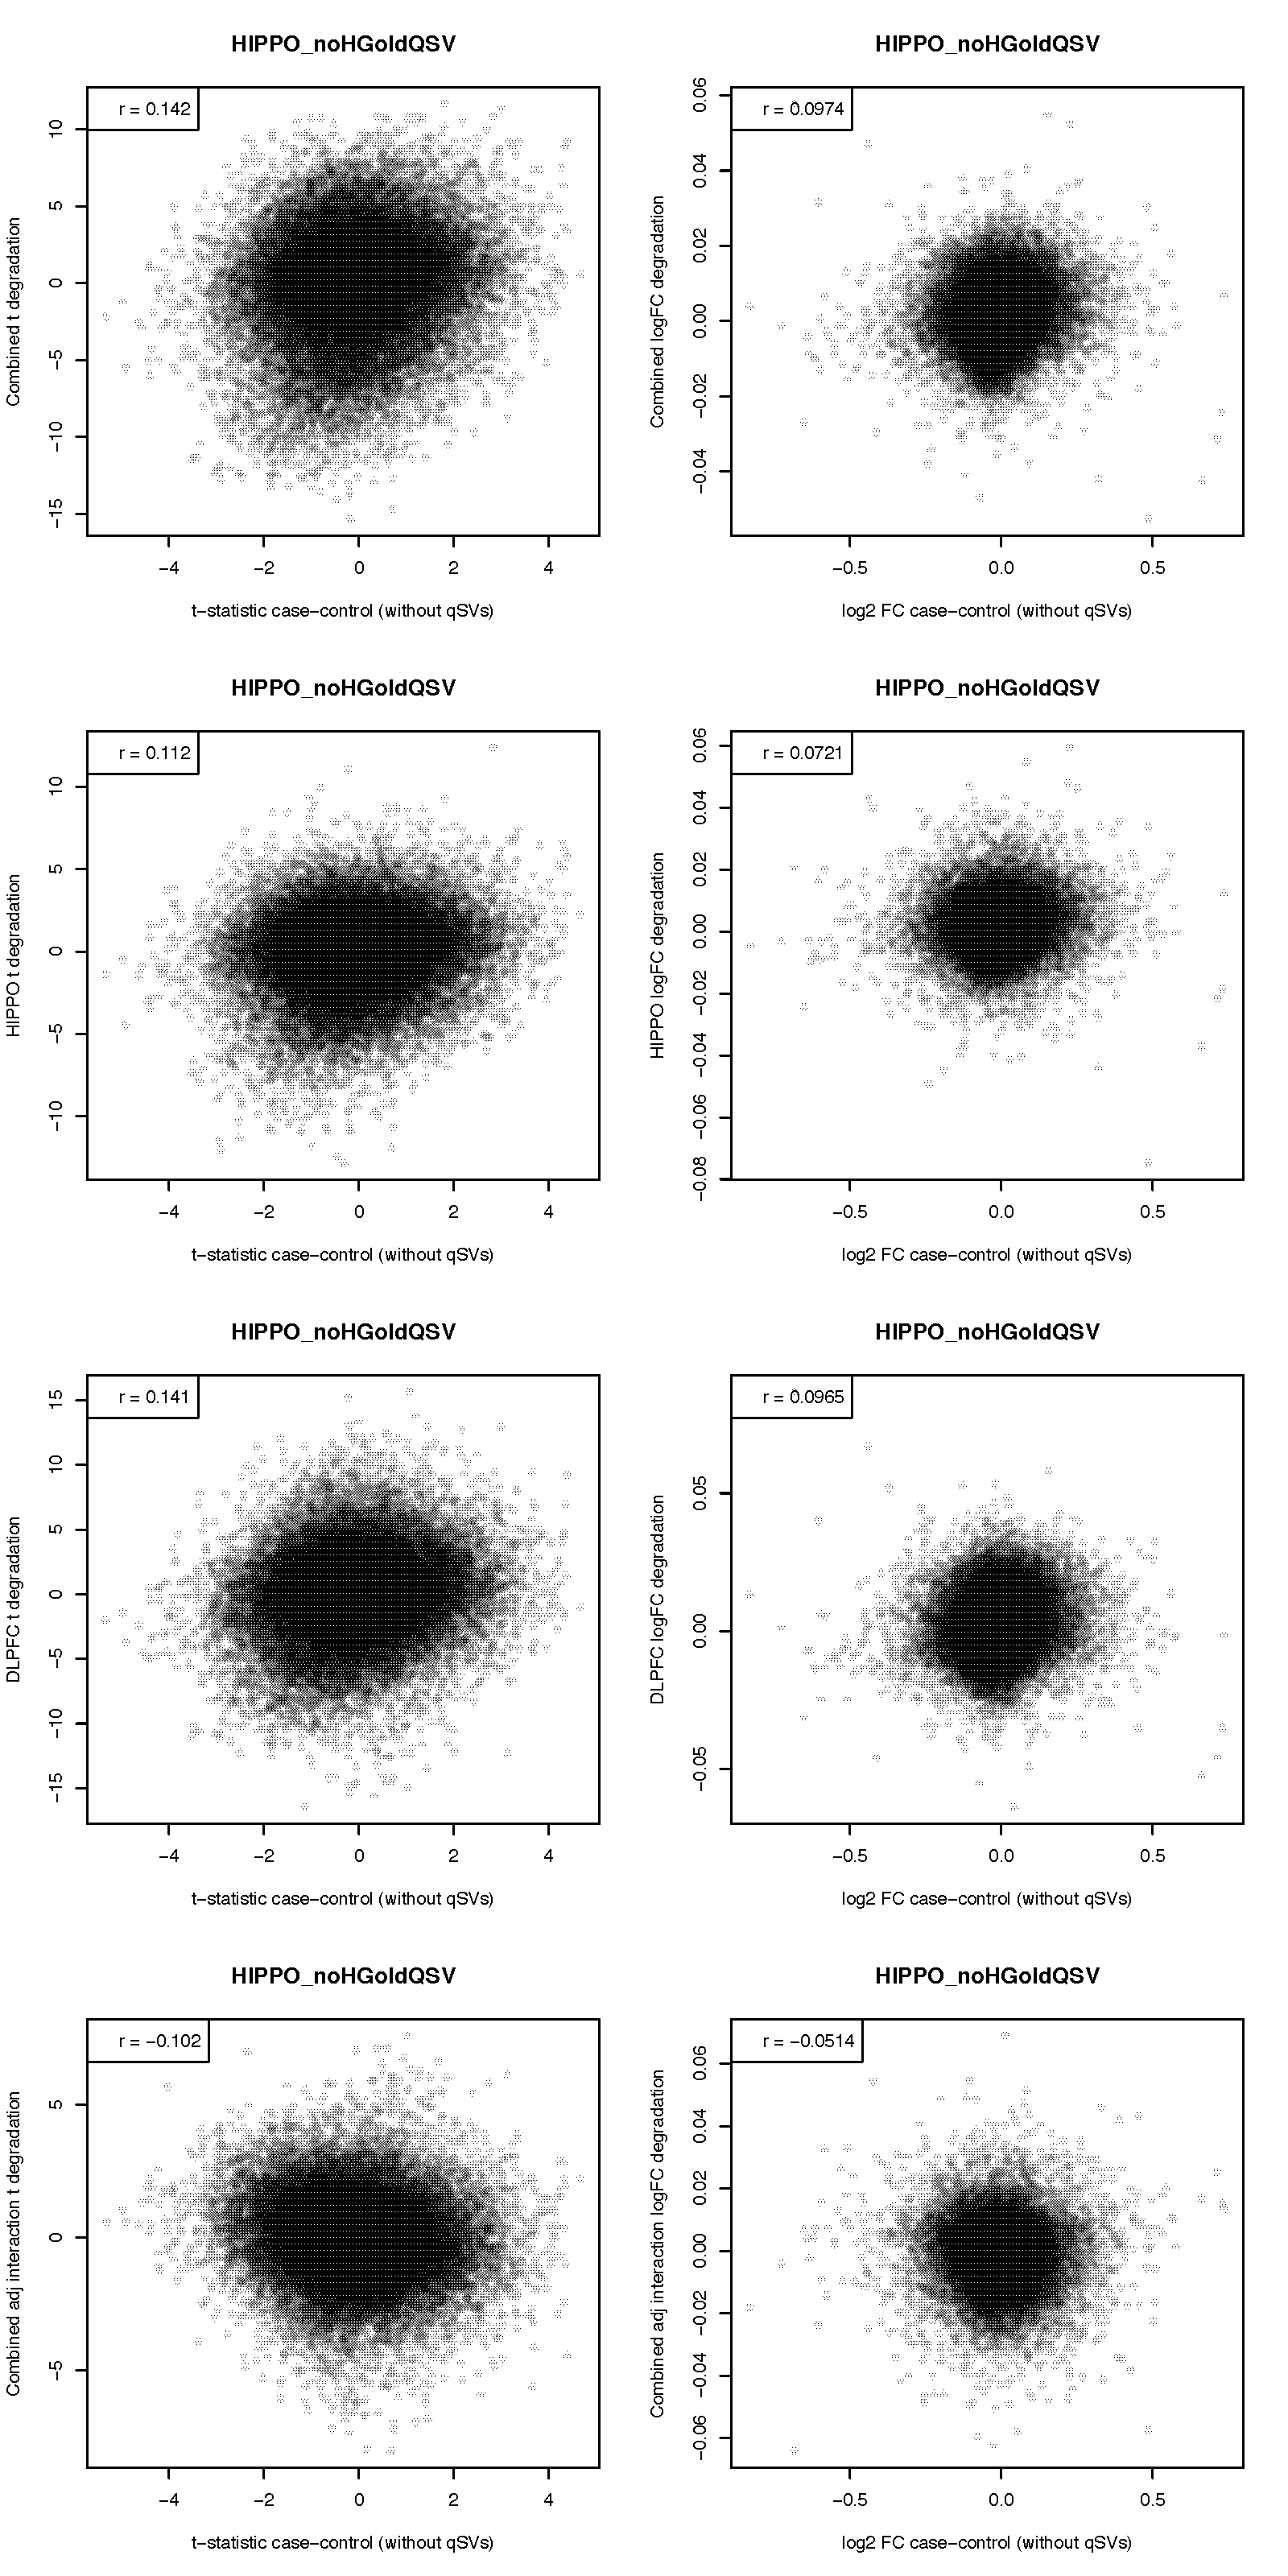 HIPPO_noHGoldQSV
r = 0.142
Combined t degradation
10
5
0
−5
−10
−15
−4 −2 0 2 4
t−statistic case−control (without qSVs)
HIPPO_noHGoldQSV
r = 0.0974
Combined logFC degradation
0.06
0.04
0.02
0.00
−0.02
−0.04
−0.5 0.0 0.5
log2 FC case−control (without qSVs)
HIPPO_noHGoldQSV
r = 0.112
HIPPO t degradation
10
5
0
−5
−10
−4 −2 0 2 4
t−statistic case−control (without qSVs)
HIPPO_noHGoldQSV
r = 0.0721
HIPPO logFC degradation
0.06
0.04
0.02
0.00
−0.02
−0.04
−0.06
−0.08
−0.5 0.0 0.5
log2 FC case−control (without qSVs)
HIPPO_noHGoldQSV
r = 0.141
DLPFC t degradation
15
10
5
0
−5
−10
−15
−4 −2 0 2 4
t−statistic case−control (without qSVs)
HIPPO_noHGoldQSV
r = 0.0965
DLPFC logFC degradation
0.05
0.00
−0.05
−0.5 0.0 0.5
log2 FC case−control (without qSVs)
HIPPO_noHGoldQSV
r = −0.102
Combined adj interaction t degradation
5
0
−5
−4 −2 0 2 4
t−statistic case−control (without qSVs)
HIPPO_noHGoldQSV
r = −0.0514
Combined adj interaction logFC degradation
0.06
0.04
0.02
0.00
−0.02
−0.04
−0.06
−0.5 0.0 0.5
log2 FC case−control (without qSVs)